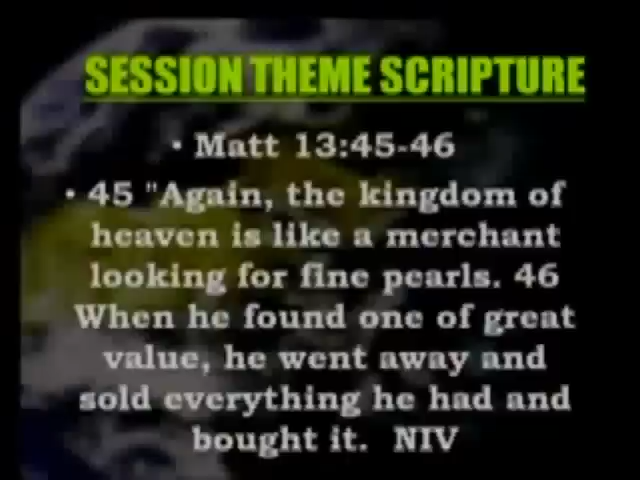 SESSION THEME SCRIPTURE
• Matt 13:45-46
• 45 "Again, the kingdom of
heaven is like a merchant
looking for fine pearls. 46
When he found one of great
value, he went away and
sold everything he had and
bought it.  NIV